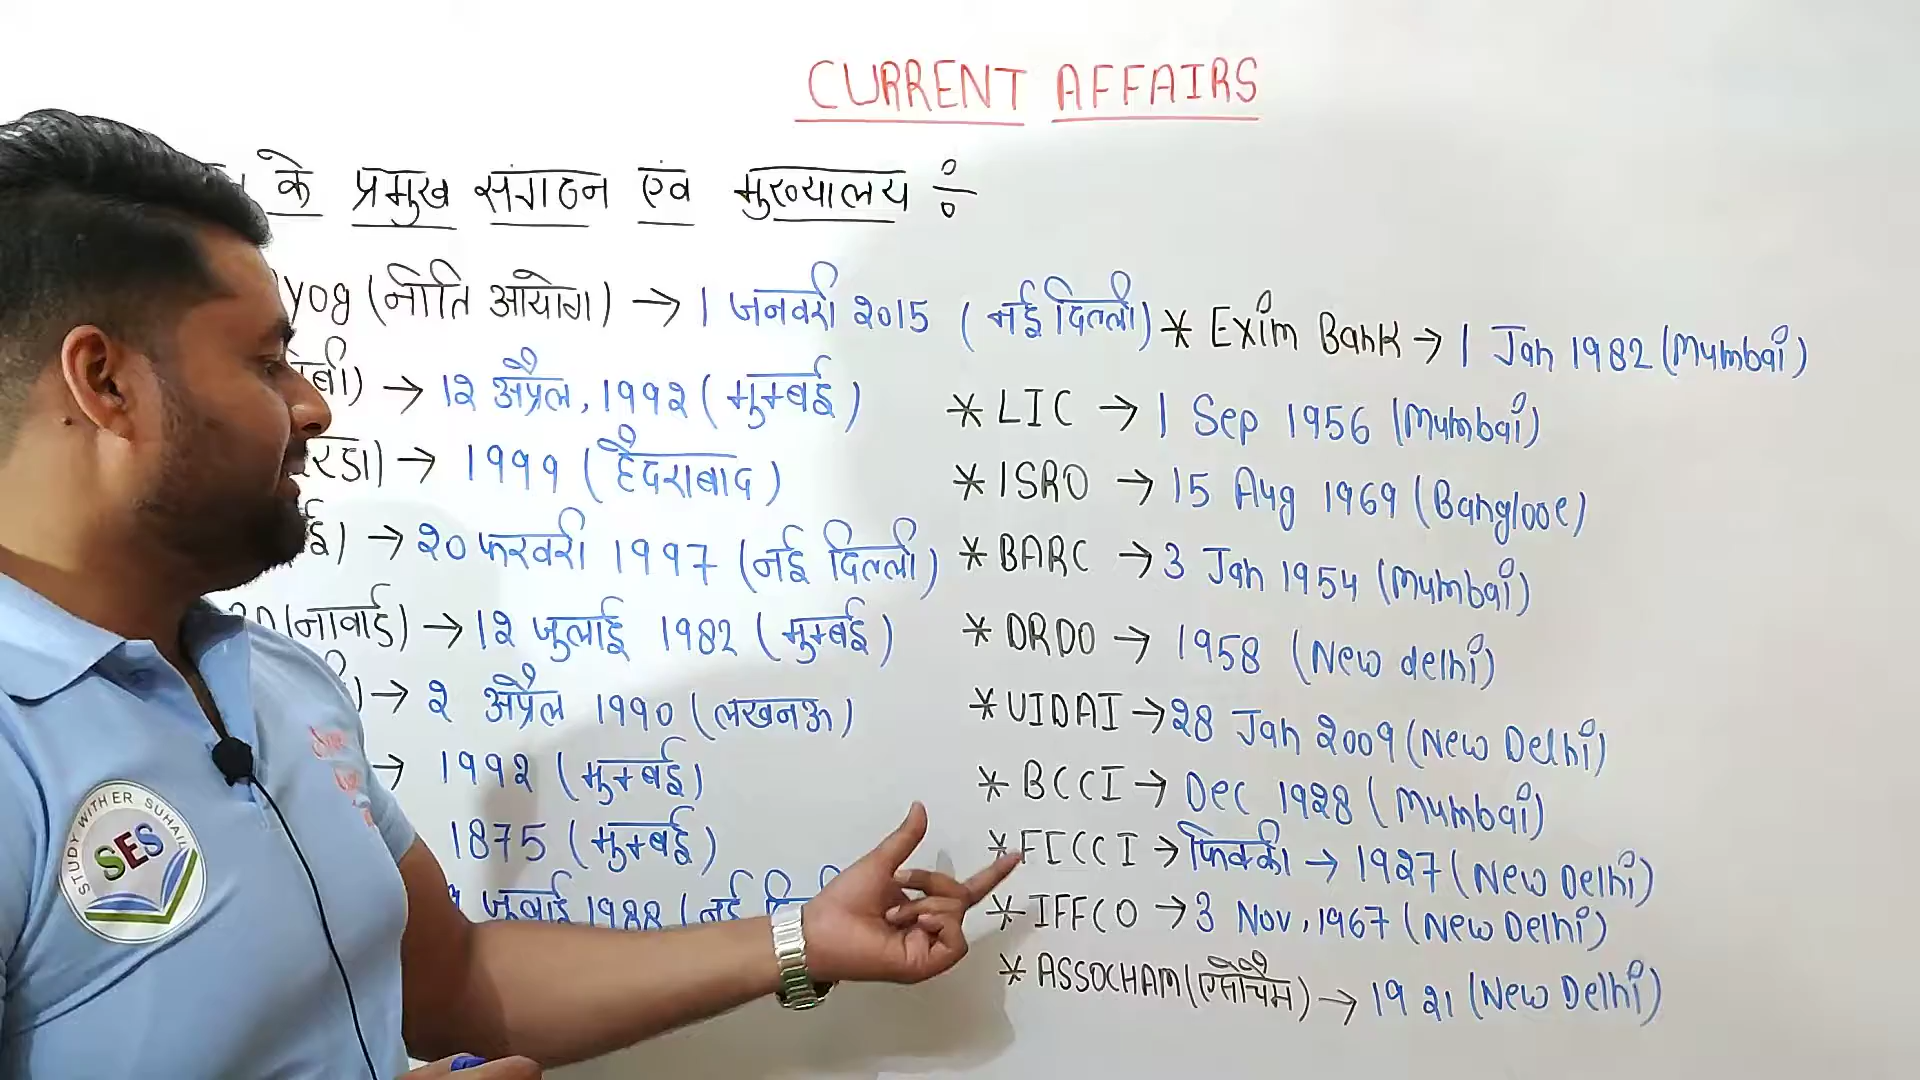 CURRENT AFFAIRS
के प्रमुख संगठन एवं मुख्यालय ÷
yog (नीति आयोग) → 1 जनवरी 2015 (नई दिल्ली)
→ 12 अप्रैल, 1992 (मुम्बई)
→ 1999 (हैदराबाद)
→ 20 फरवरी 1997 (नई दिल्ली)
(नाबार्ड) → 12 जुलाई 1982 (मुम्बई)
→ 2 अप्रैल 1990 (लखनऊ)
→ 1992 (मुम्बई)
1875 (मुम्बई)
1988 (नई
* Exim Bank → 1 Jan 1982 (Mumbai)
* LIC → 1 Sep 1956 (Mumbai)
* ISRO → 15 Aug 1969 (Banglooe)
* BARC → 3 Jan 1954 (Mumbai)
* DRDO → 1958 (New delhi)
* UIDAI → 28 Jan 2009 (New Delhi)
* BCCI → Dec 1928 (Mumbai)
* FICCI → फिक्की → 1927 (New Delhi)
* IFFCO → 3 Nov, 1967 (New Delhi)
* ASSOCHAM (एसोचैम) → 1921 (New Delhi)
STUDY WITH ER SUHAIL
SES